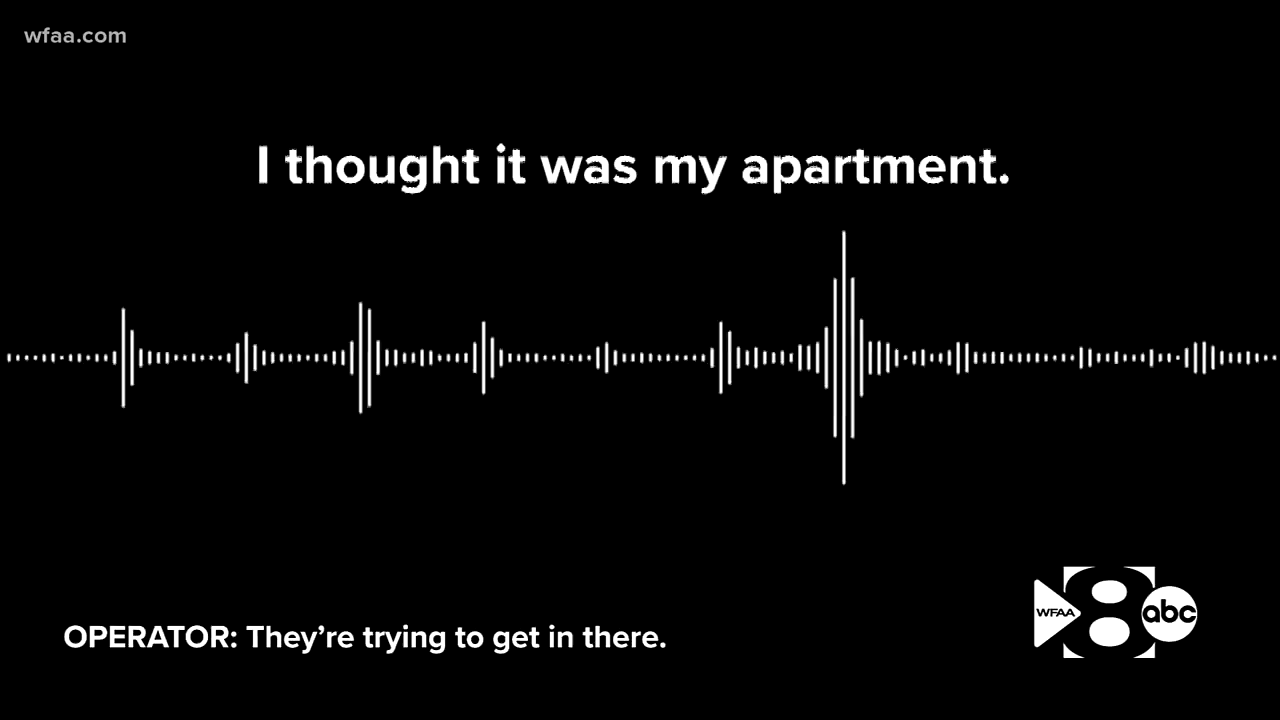 wfaa.com
I thought it was my apartment.
OPERATOR: They’re trying to get in there.
WFAA 8 abc